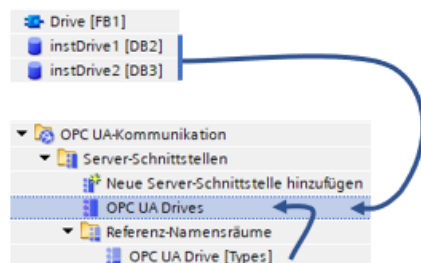 Drive [FB1]
instDrive1 [DB2]
instDrive2 [DB3]
OPC UA-Kommunikation
Server-Schnittstellen
Neue Server-Schnittstelle hinzufügen
OPC UA Drives
Referenz-Namensräume
OPC UA Drive [Types]